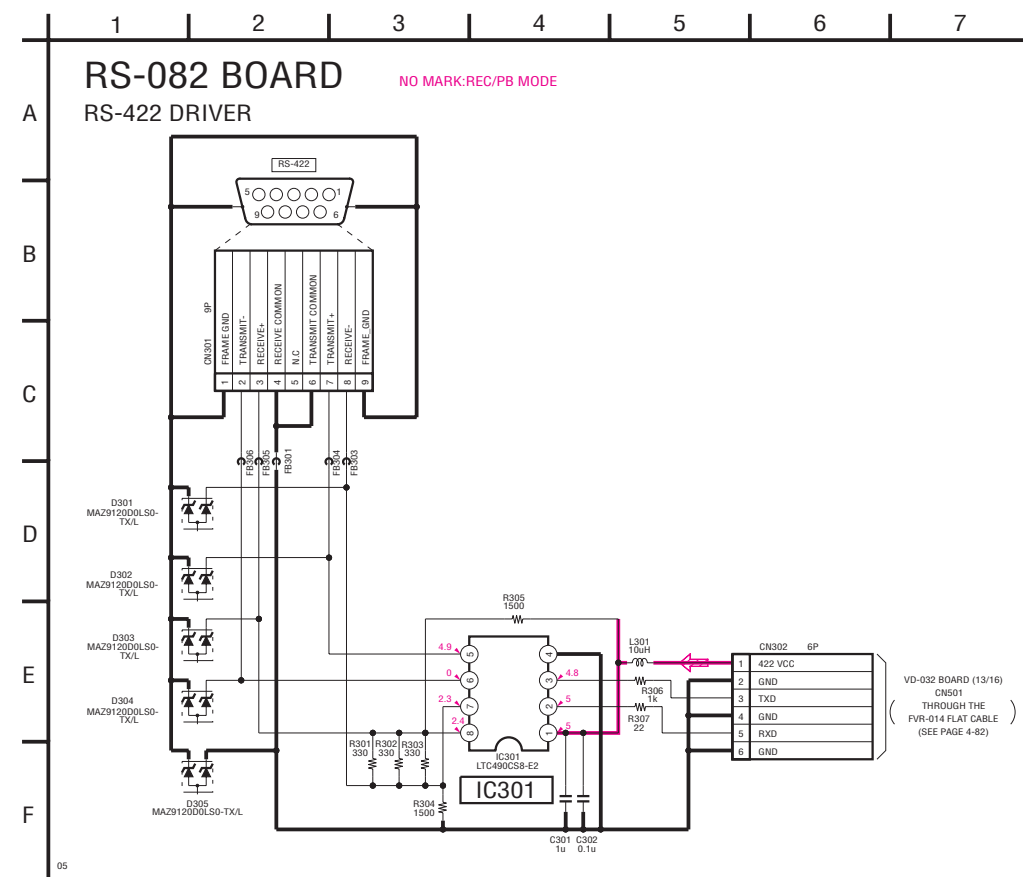 1 2 3 4 5 6 7
A
B
C
D
E
F
RS-082 BOARD
NO MARK:REC/PB MODE
RS-422 DRIVER
RS-422
5 1
9 6
CN301 9P
FRAME GND
TRANSMIT-
RECEIVE+
RECEIVE COMMON
N.C
TRANSMIT COMMON
TRANSMIT+
RECEIVE-
FRAME_GND
1 2 3 4 5 6 7 8 9
FB306
FB305
FB301
FB304
FB303
D301
MAZ9120D0LS0-
TX/L
D302
MAZ9120D0LS0-
TX/L
D303
MAZ9120D0LS0-
TX/L
D304
MAZ9120D0LS0-
TX/L
D305
MAZ9120D0LS0-TX/L
R305
1500
4.9
0
2.3
2.4
5
6
7
8
4
3
2
1
4.8
5
5
R301
330
R302
330
R303
330
R304
1500
IC301
LTC490CS8-E2
IC301
C301
1u
C302
0.1u
L301
10uH
R306
1k
R307
22
CN302 6P
1 422 VCC
2 GND
3 TXD
4 GND
5 RXD
6 GND
VD-032 BOARD (13/16)
CN501
THROUGH THE
FVR-014 FLAT CABLE
(SEE PAGE 4-82)
05